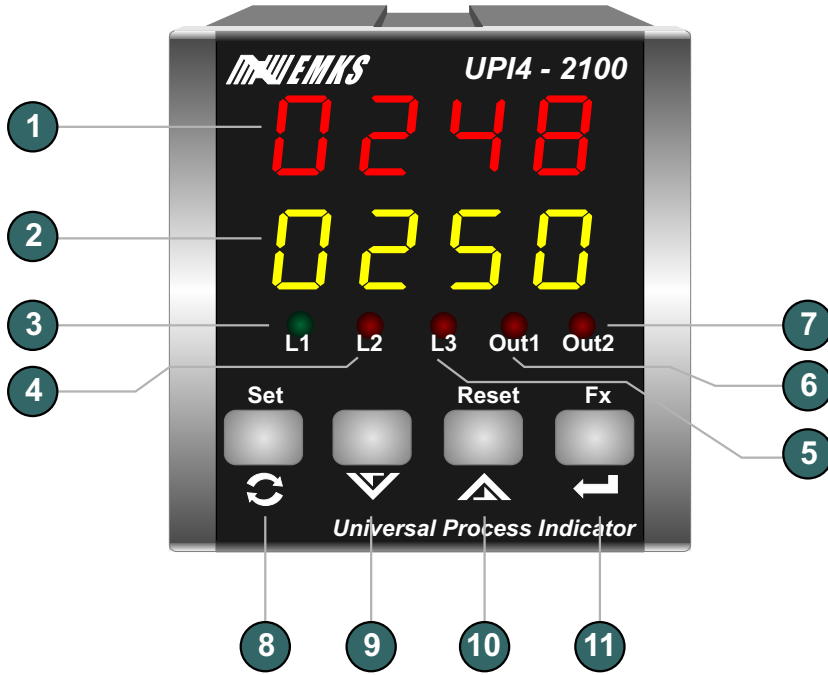 EMKS UPI4 - 2100
1
0248
2
0250
3
7
L1 L2 L3 Out1 Out2
4
6
Set Reset Fx
5
Universal Process Indicator
8 9 10 11